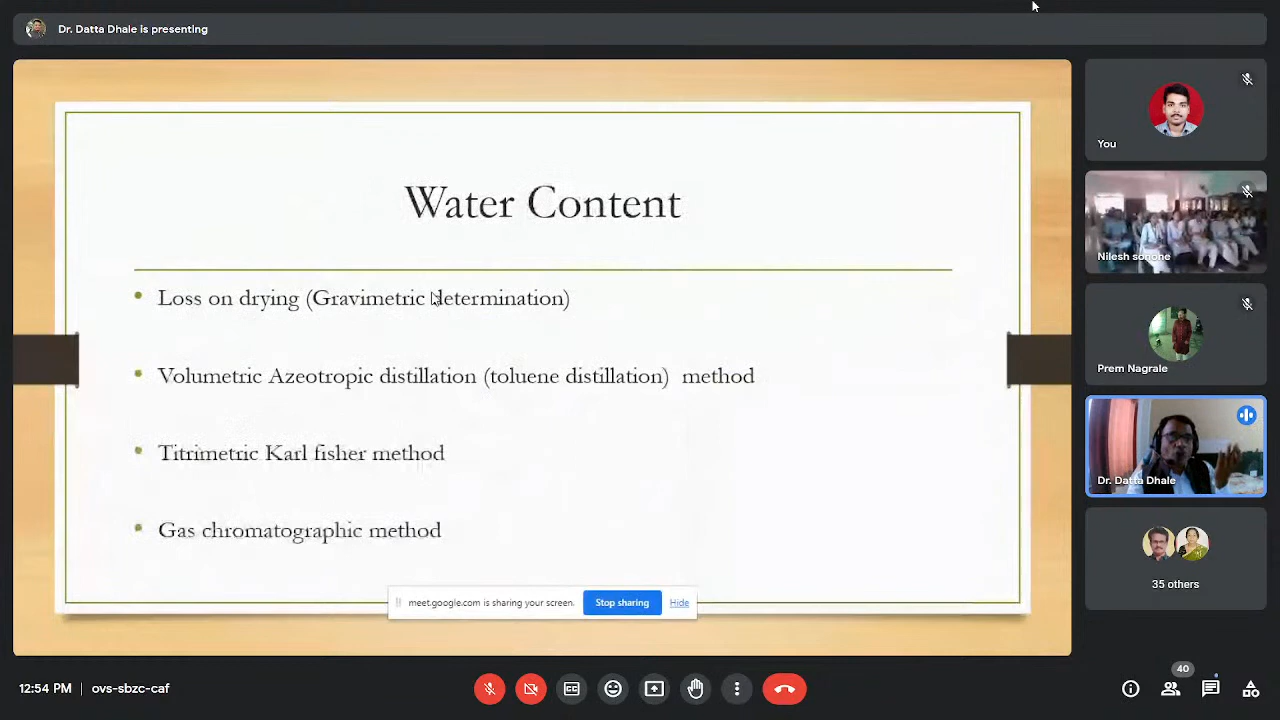 Dr. Datta Dhale is presenting
Water Content
• Loss on drying (Gravimetric determination)
• Volumetric Azeotropic distillation (toluene distillation) method
• Titrimetric Karl fisher method
• Gas chromatographic method
meet.google.com is sharing your screen. Stop sharing Hide
You
Nilesh sonone
Prem Nagrale
Dr. Datta Dhale
35 others
12:54 PM ovs-sbzc-caf
CC
40